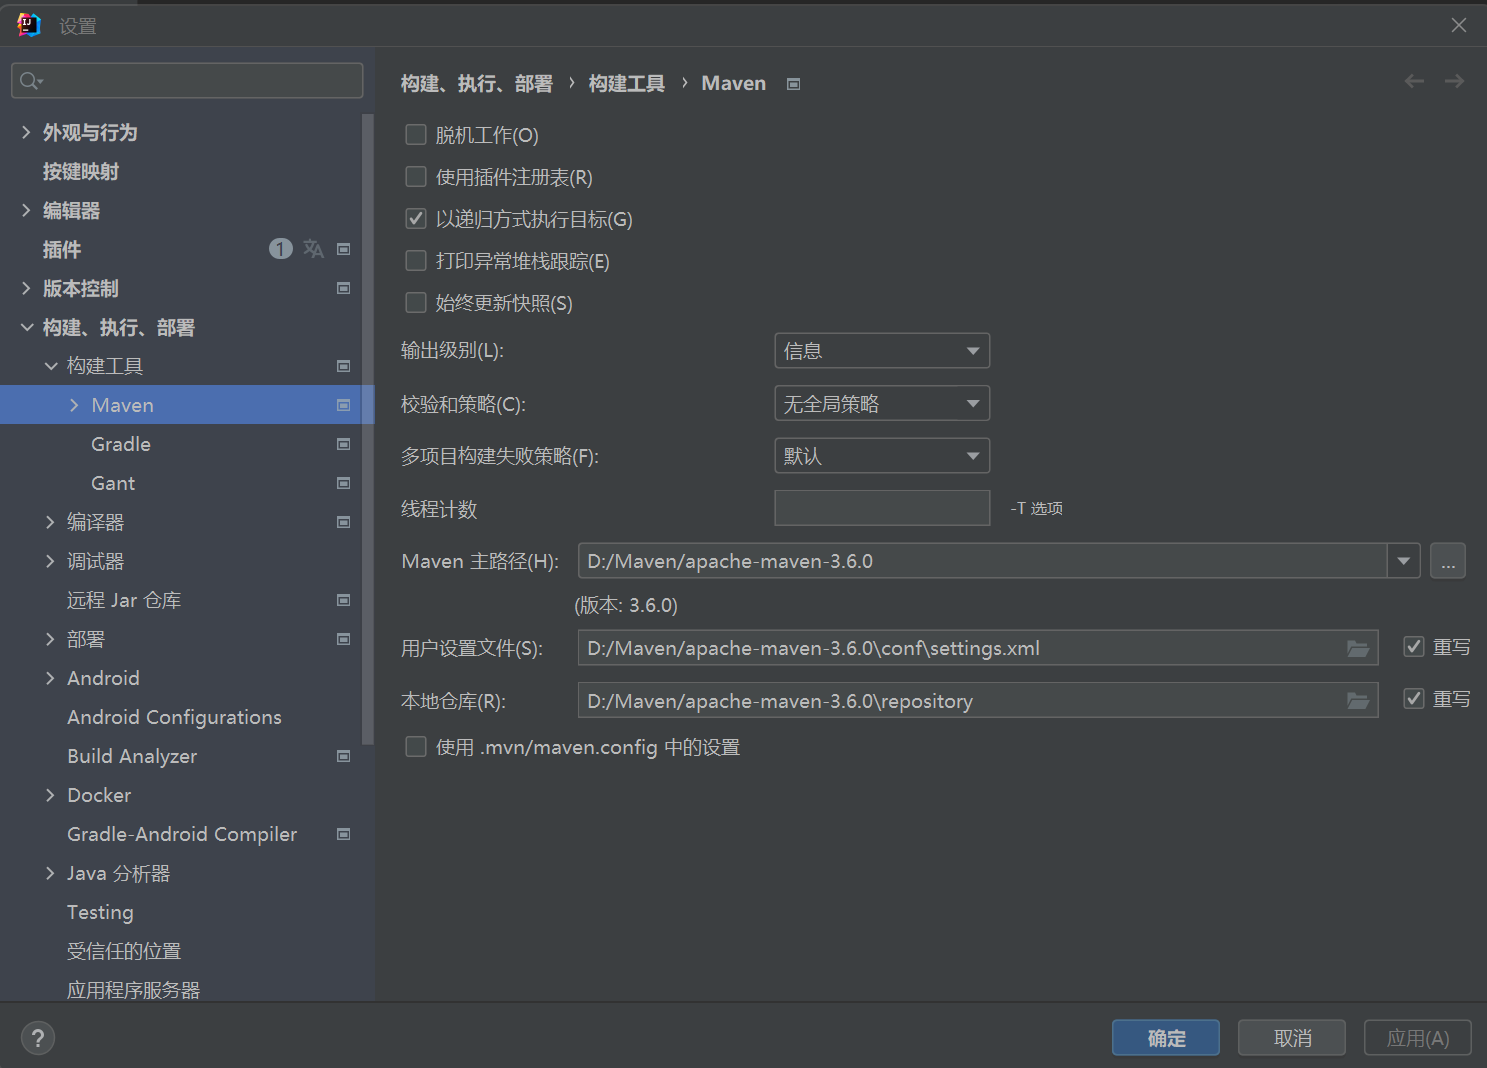 设置
外观与行为
按键映射
编辑器
插件 1
版本控制
构建、执行、部署
构建工具
Maven
Gradle
Gant
编译器
调试器
远程 Jar 仓库
部署
Android
Android Configurations
Build Analyzer
Docker
Gradle-Android Compiler
Java 分析器
Testing
受信任的位置
应用程序服务器
构建、执行、部署 › 构建工具 › Maven
脱机工作(O)
使用插件注册表(R)
以递归方式执行目标(G)
打印异常堆栈跟踪(E)
始终更新快照(S)
输出级别(L): 信息
校验和策略(C): 无全局策略
多项目构建失败策略(F): 默认
线程计数 -T 选项
Maven 主路径(H): D:/Maven/apache-maven-3.6.0 ...
(版本: 3.6.0)
用户设置文件(S): D:/Maven/apache-maven-3.6.0\conf\settings.xml 重写
本地仓库(R): D:/Maven/apache-maven-3.6.0\repository 重写
使用 .mvn/maven.config 中的设置
? 确定 取消 应用(A)